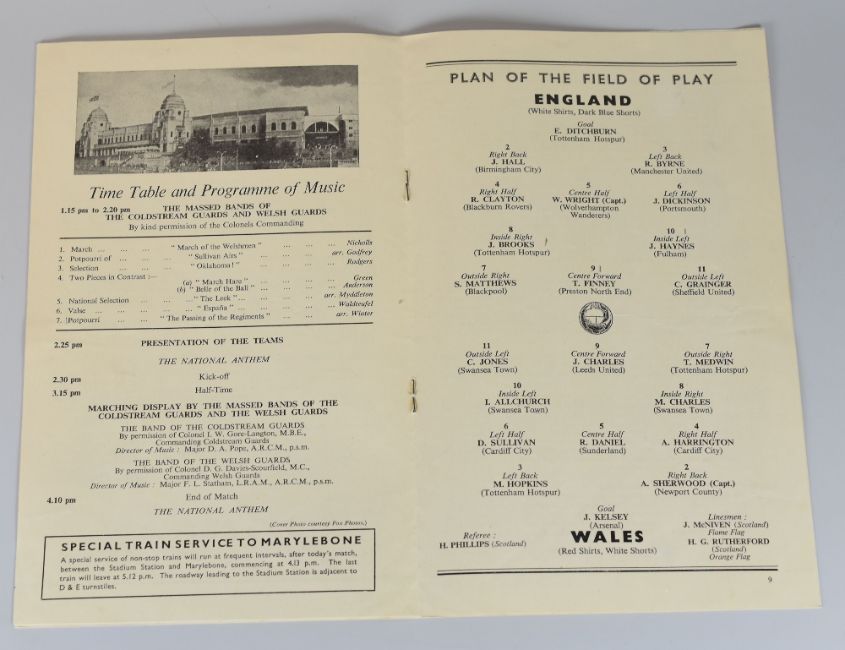 Time Table and Programme of Music
1.15 pm to 2.20 pm THE MASSED BANDS OF
THE COLDSTREAM GUARDS AND WELSH GUARDS
By kind permission of the Colonels Commanding
1. March ... ... "March of the Welshmen" ... ... ... Nicholls
2. Potpourri of ... ... "Sullivan Airs" ... ... ... arr. Godfrey
3. Selection ... ... "Oklahoma!" ... ... ... Rodgers
4. Two Pieces in Contrast :—
(a) "March Hare" ... ... ... Green
(b) "Belle of the Ball" ... ... ... Anderson
5. National Selection ... ... "The Leek" ... ... ... arr. Myddleton
6. Valse ... ... ... "España" ... ... ... Waldteufel
7. Potpourri ... ... "The Passing of the Regiments" ... ... arr. Winter
2.25 pm PRESENTATION OF THE TEAMS
THE NATIONAL ANTHEM
2.30 pm Kick-off
3.15 pm Half-Time
MARCHING DISPLAY BY THE MASSED BANDS OF THE
COLDSTREAM GUARDS AND THE WELSH GUARDS
THE BAND OF THE COLDSTREAM GUARDS
By permission of Colonel I. W. Gore-Langton, M.B.E.,
Commanding Coldstream Guards
Director of Music : Major D. A. Pope, A.R.C.M., p.s.m.
THE BAND OF THE WELSH GUARDS
By permission of Colonel D. G. Davies-Scourfield, M.C.,
Commanding Welsh Guards
Director of Music : Major F. L. Statham, L.R.A.M., A.R.C.M., p.s.m.
4.10 pm End of Match
THE NATIONAL ANTHEM
(Cover Photo courtesy Fox Photos.)
SPECIAL TRAIN SERVICE TO MARYLEBONE
A special service of non-stop trains will run at frequent intervals, after today's match,
between the Stadium Station and Marylebone, commencing at 4.13 p.m. The last
train will leave at 5.12 p.m. The roadway leading to the Stadium Station is adjacent to
D & E turnstiles.
PLAN OF THE FIELD OF PLAY
ENGLAND
(White Shirts, Dark Blue Shorts)
Goal
E. DITCHBURN
(Tottenham Hotspur)
2 3
Right Back Left Back
J. HALL R. BYRNE
(Birmingham City) (Manchester United)
4 5 6
Right Half Centre Half Left Half
R. CLAYTON W. WRIGHT (Capt.) J. DICKINSON
(Blackburn Rovers) (Wolverhampton Wanderers) (Portsmouth)
8 10
Inside Right Inside Left
J. BROOKS J. HAYNES
(Tottenham Hotspur) (Fulham)
7 9 11
Outside Right Centre Forward Outside Left
S. MATTHEWS T. FINNEY C. GRAINGER
(Blackpool) (Preston North End) (Sheffield United)
11 9 7
Outside Left Centre Forward Outside Right
C. JONES J. CHARLES T. MEDWIN
(Swansea Town) (Leeds United) (Tottenham Hotspur)
10 8
Inside Left Inside Right
I. ALLCHURCH M. CHARLES
(Swansea Town) (Swansea Town)
6 5 4
Left Half Centre Half Right Half
D. SULLIVAN R. DANIEL A. HARRINGTON
(Cardiff City) (Sunderland) (Cardiff City)
3 2
Left Back Right Back
M. HOPKINS A. SHERWOOD (Capt.)
(Tottenham Hotspur) (Newport County)
Goal
J. KELSEY
(Arsenal)
WALES
(Red Shirts, White Shorts)
Referee :
H. PHILLIPS (Scotland)
Linesmen :
J. McNIVEN (Scotland)
Flame Flag
H. G. RUTHERFORD
(Scotland)
Orange Flag
9